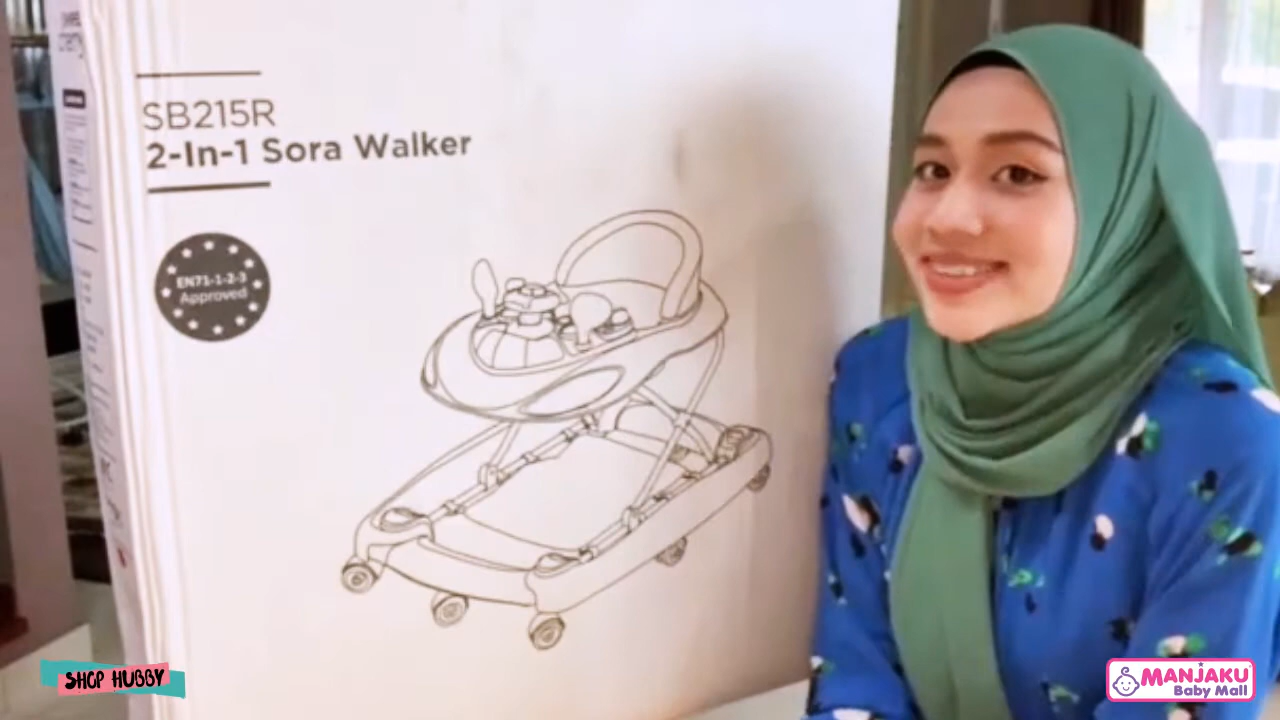 SB215R
2-In-1 Sora Walker
EN71-1-2-3
Approved
SHOP HUBBY
MANJAKU
Baby Mall